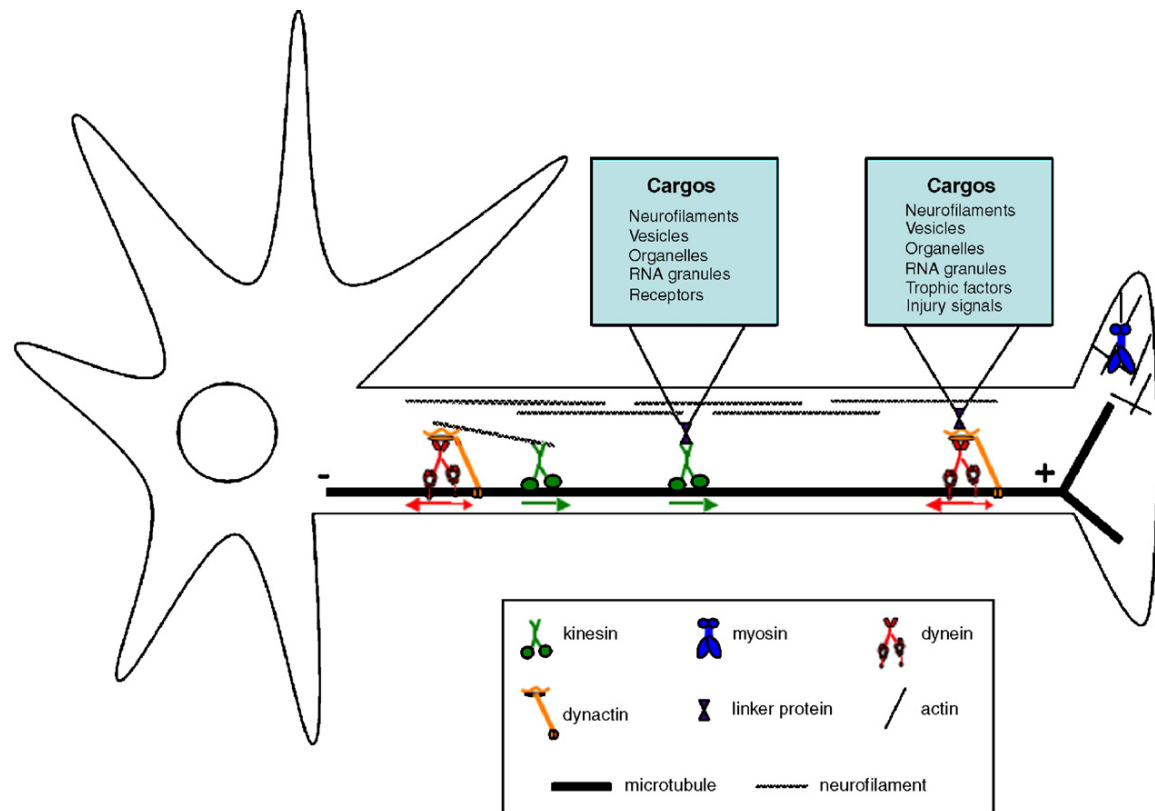 Cargos
Neurofilaments
Vesicles
Organelles
RNA granules
Receptors
Cargos
Neurofilaments
Vesicles
Organelles
RNA granules
Trophic factors
Injury signals
-
+
kinesin
myosin
dynein
dynactin
linker protein
actin
microtubule
neurofilament